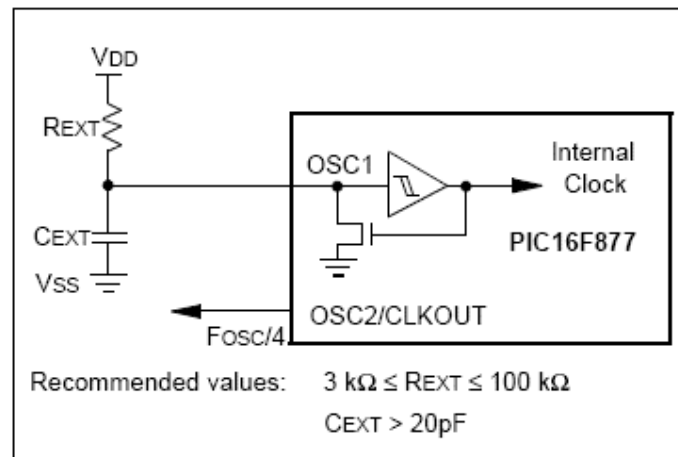 VDD
REXT
OSC1
Internal
Clock
CEXT
PIC16F877
VSS
OSC2/CLKOUT
FOSC/4
Recommended values: 3 kΩ ≤ REXT ≤ 100 kΩ
CEXT > 20pF